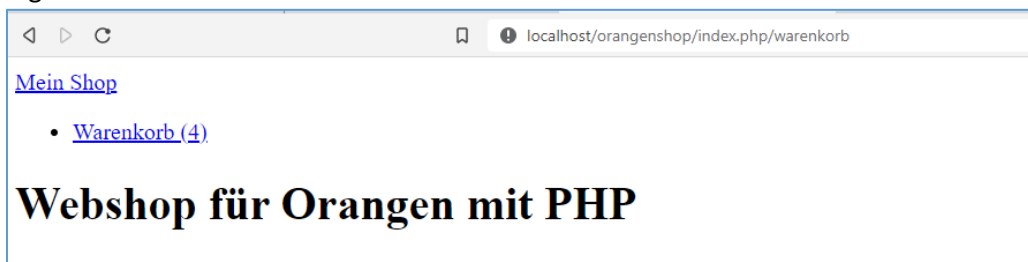 localhost/orangenshop/index.php/warenkorb
Mein Shop
Warenkorb (4)
Webshop für Orangen mit PHP